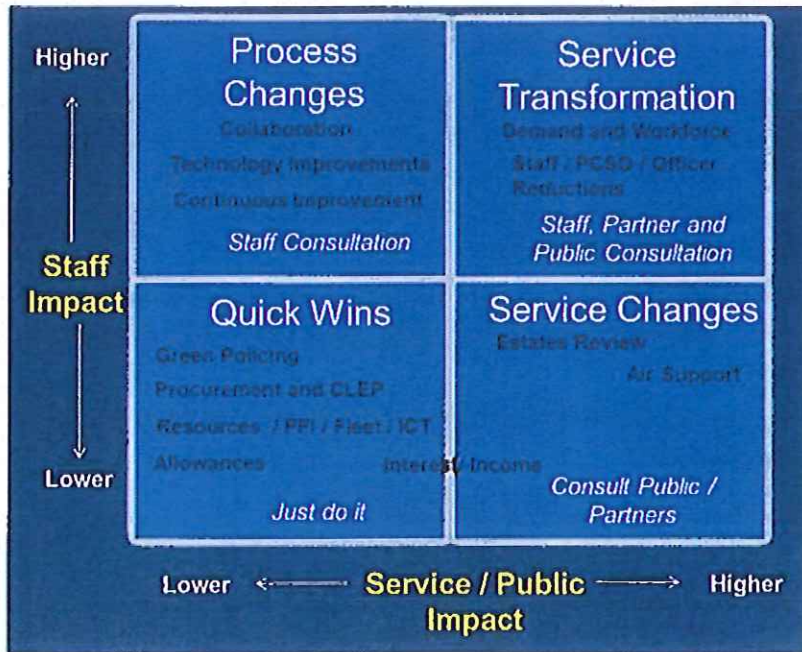 Higher
Process
Changes
Collaboration
Technology Improvements
Continuous Improvement
Staff Consultation
Service
Transformation
Demand and Workforce
Staff / PCSO / Officer
Reductions
Staff, Partner and
Public Consultation
Staff
Impact
Quick Wins
Green Policing
Procurement and CLEP
Resources / PFI / Fleet / ICT
Allowances
Interest/ Income
Just do it
Service Changes
Estates Review
Air Support
Consult Public /
Partners
Lower
Lower
Service / Public
Impact
Higher